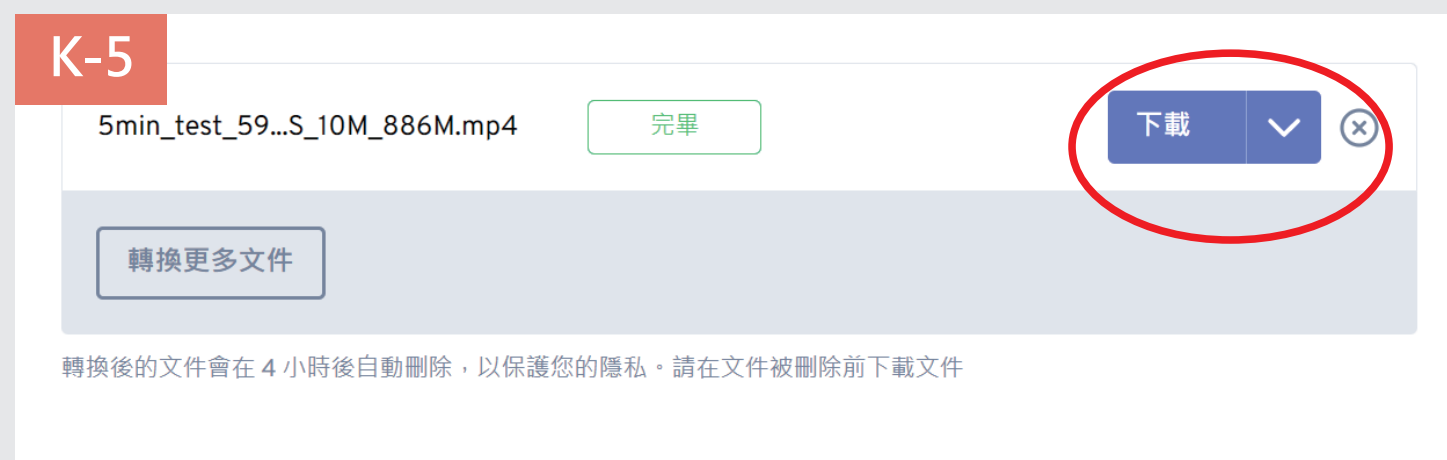 K-5
5min_test_59...S_10M_886M.mp4
完畢
下載
轉換更多文件
轉換後的文件會在 4 小時後自動刪除，以保護您的隱私。請在文件被刪除前下載文件